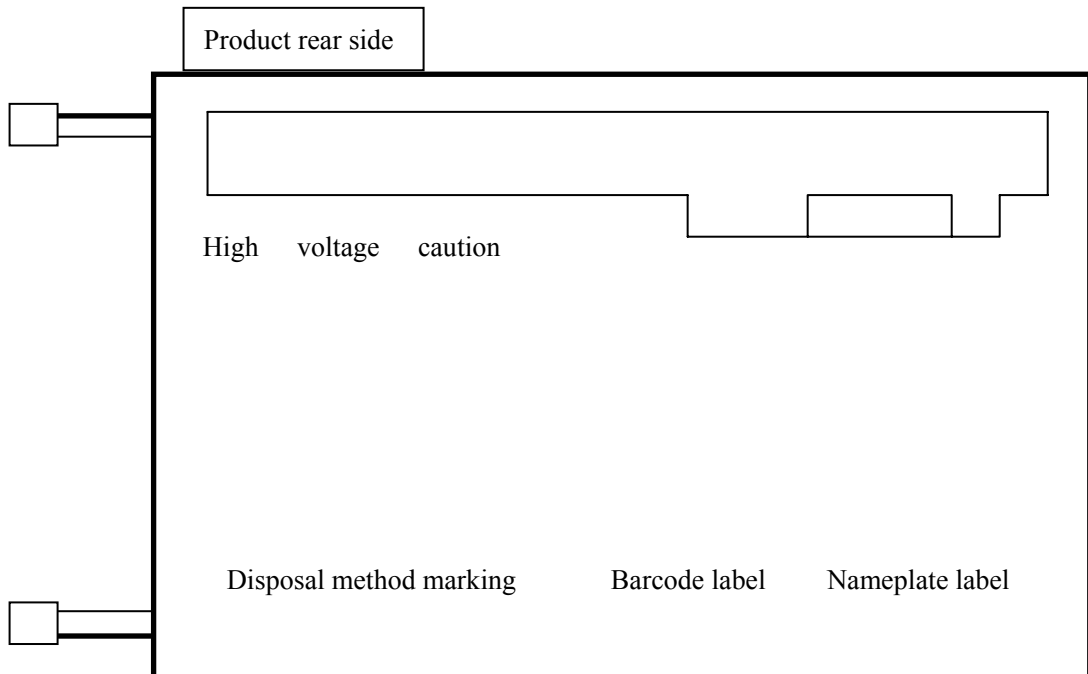 Product rear side
High voltage caution
Disposal method marking Barcode label Nameplate label